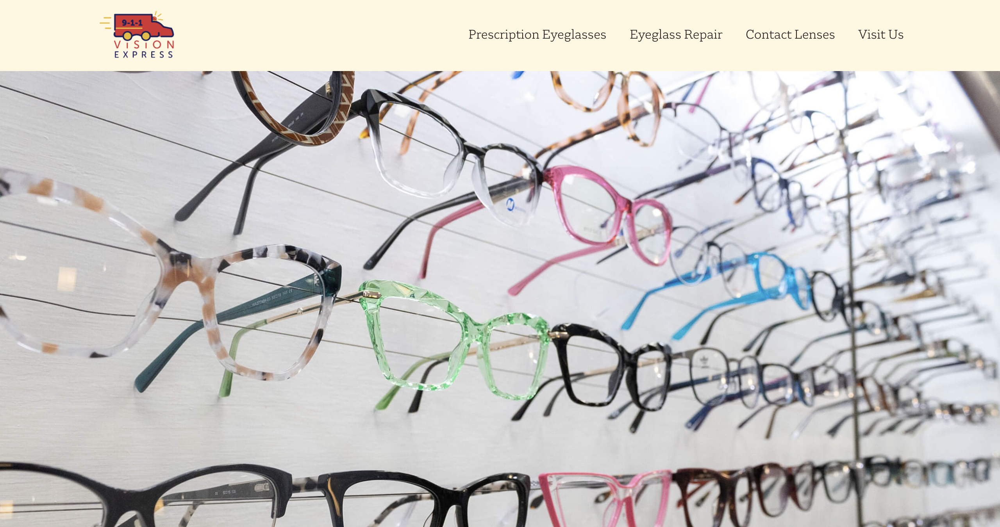 9-1-1
VISION
EXPRESS
Prescription Eyeglasses
Eyeglass Repair
Contact Lenses
Visit Us